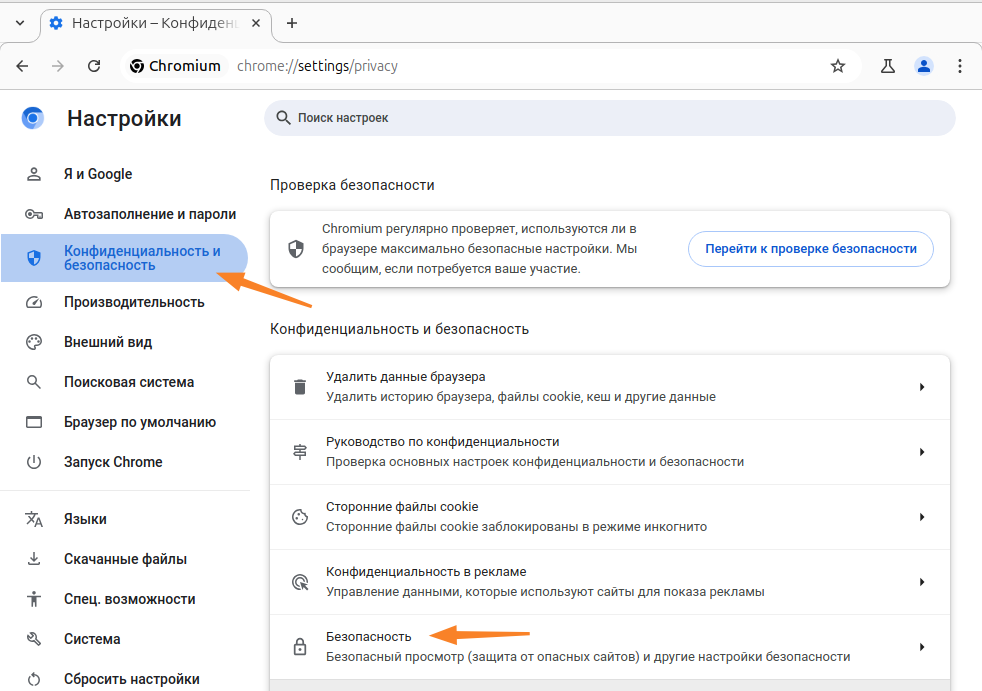 Настройки – Конфиден
Chromium
chrome://settings/privacy
Настройки
Поиск настроек
Я и Google
Автозаполнение и пароли
Конфиденциальность и
безопасность
Производительность
Внешний вид
Поисковая система
Браузер по умолчанию
Запуск Chrome
Языки
Скачанные файлы
Спец. возможности
Система
Сбросить настройки
Проверка безопасности
Chromium регулярно проверяет, используются ли в
браузере максимально безопасные настройки. Мы
сообщим, если потребуется ваше участие.
Перейти к проверке безопасности
Конфиденциальность и безопасность
Удалить данные браузера
Удалить историю браузера, файлы cookie, кеш и другие данные
Руководство по конфиденциальности
Проверка основных настроек конфиденциальности и безопасности
Сторонние файлы cookie
Сторонние файлы cookie заблокированы в режиме инкогнито
Конфиденциальность в рекламе
Управление данными, которые используют сайты для показа рекламы
Безопасность
Безопасный просмотр (защита от опасных сайтов) и другие настройки безопасности